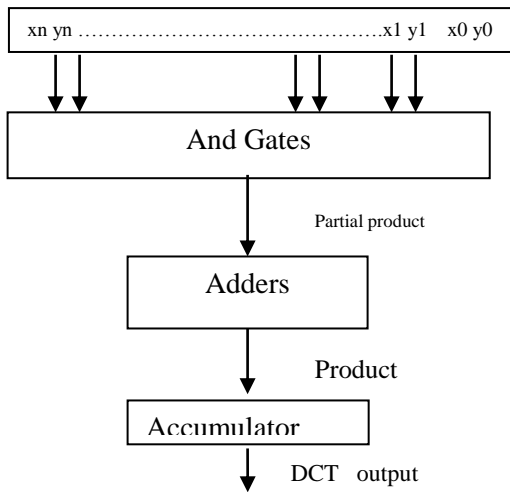 xn yn ……………………………………….x1 y1 x0 y0
And Gates
Partial product
Adders
Product
Accumulator
DCT output